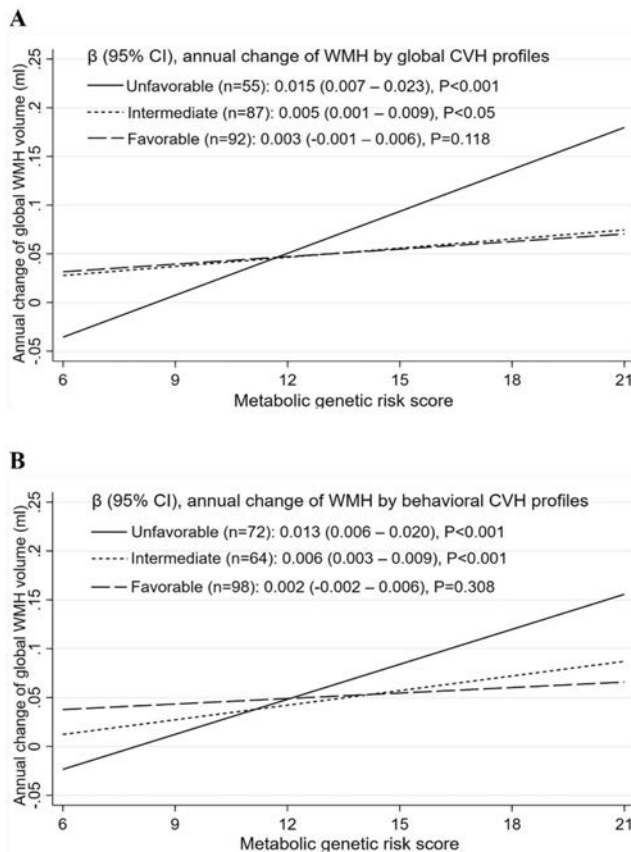 A
β (95% CI), annual change of WMH by global CVH profiles
Unfavorable (n=55): 0.015 (0.007 – 0.023), P<0.001
Intermediate (n=87): 0.005 (0.001 – 0.009), P<0.05
Favorable (n=92): 0.003 (-0.001 – 0.006), P=0.118
Annual change of global WMH volume (ml)
.25
.2
.15
.1
.05
0
-.05
6 9 12 15 18 21
Metabolic genetic risk score
B
β (95% CI), annual change of WMH by behavioral CVH profiles
Unfavorable (n=72): 0.013 (0.006 – 0.020), P<0.001
Intermediate (n=64): 0.006 (0.003 – 0.009), P<0.001
Favorable (n=98): 0.002 (-0.002 – 0.006), P=0.308
Annual change of global WMH volume (ml)
.25
.2
.15
.1
.05
0
-.05
6 9 12 15 18 21
Metabolic genetic risk score